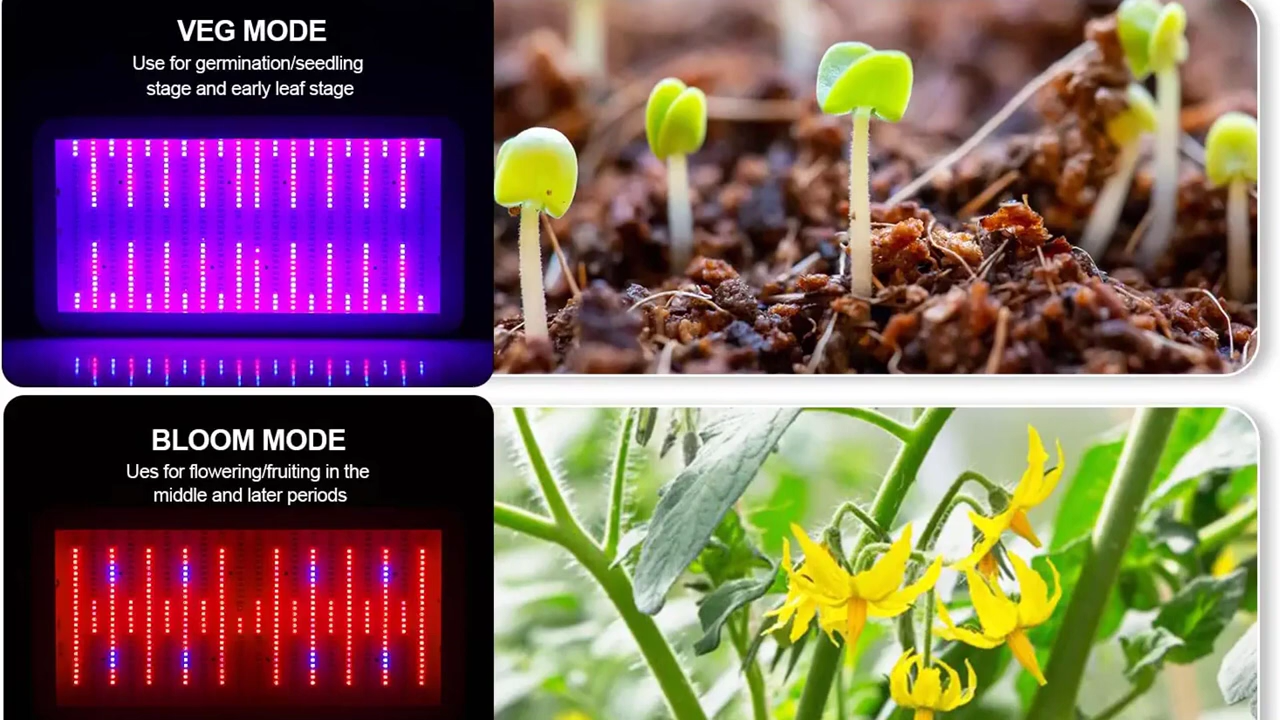 VEG MODE
Use for germination/seedling
stage and early leaf stage
BLOOM MODE
Ues for flowering/fruiting in the
middle and later periods